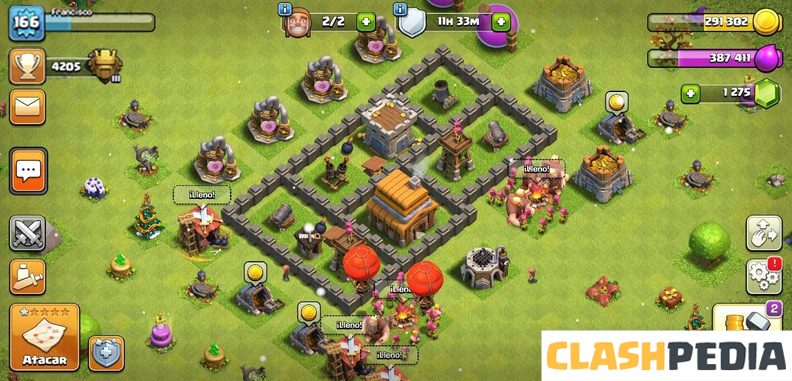 166
Francisco
4205
III
2/2
11H 33M
291 302
387 411
1 275
¡Lleno!
¡Lleno!
¡Lleno!
¡Lleno!
Atacar
!
2
CLASHPEDIA